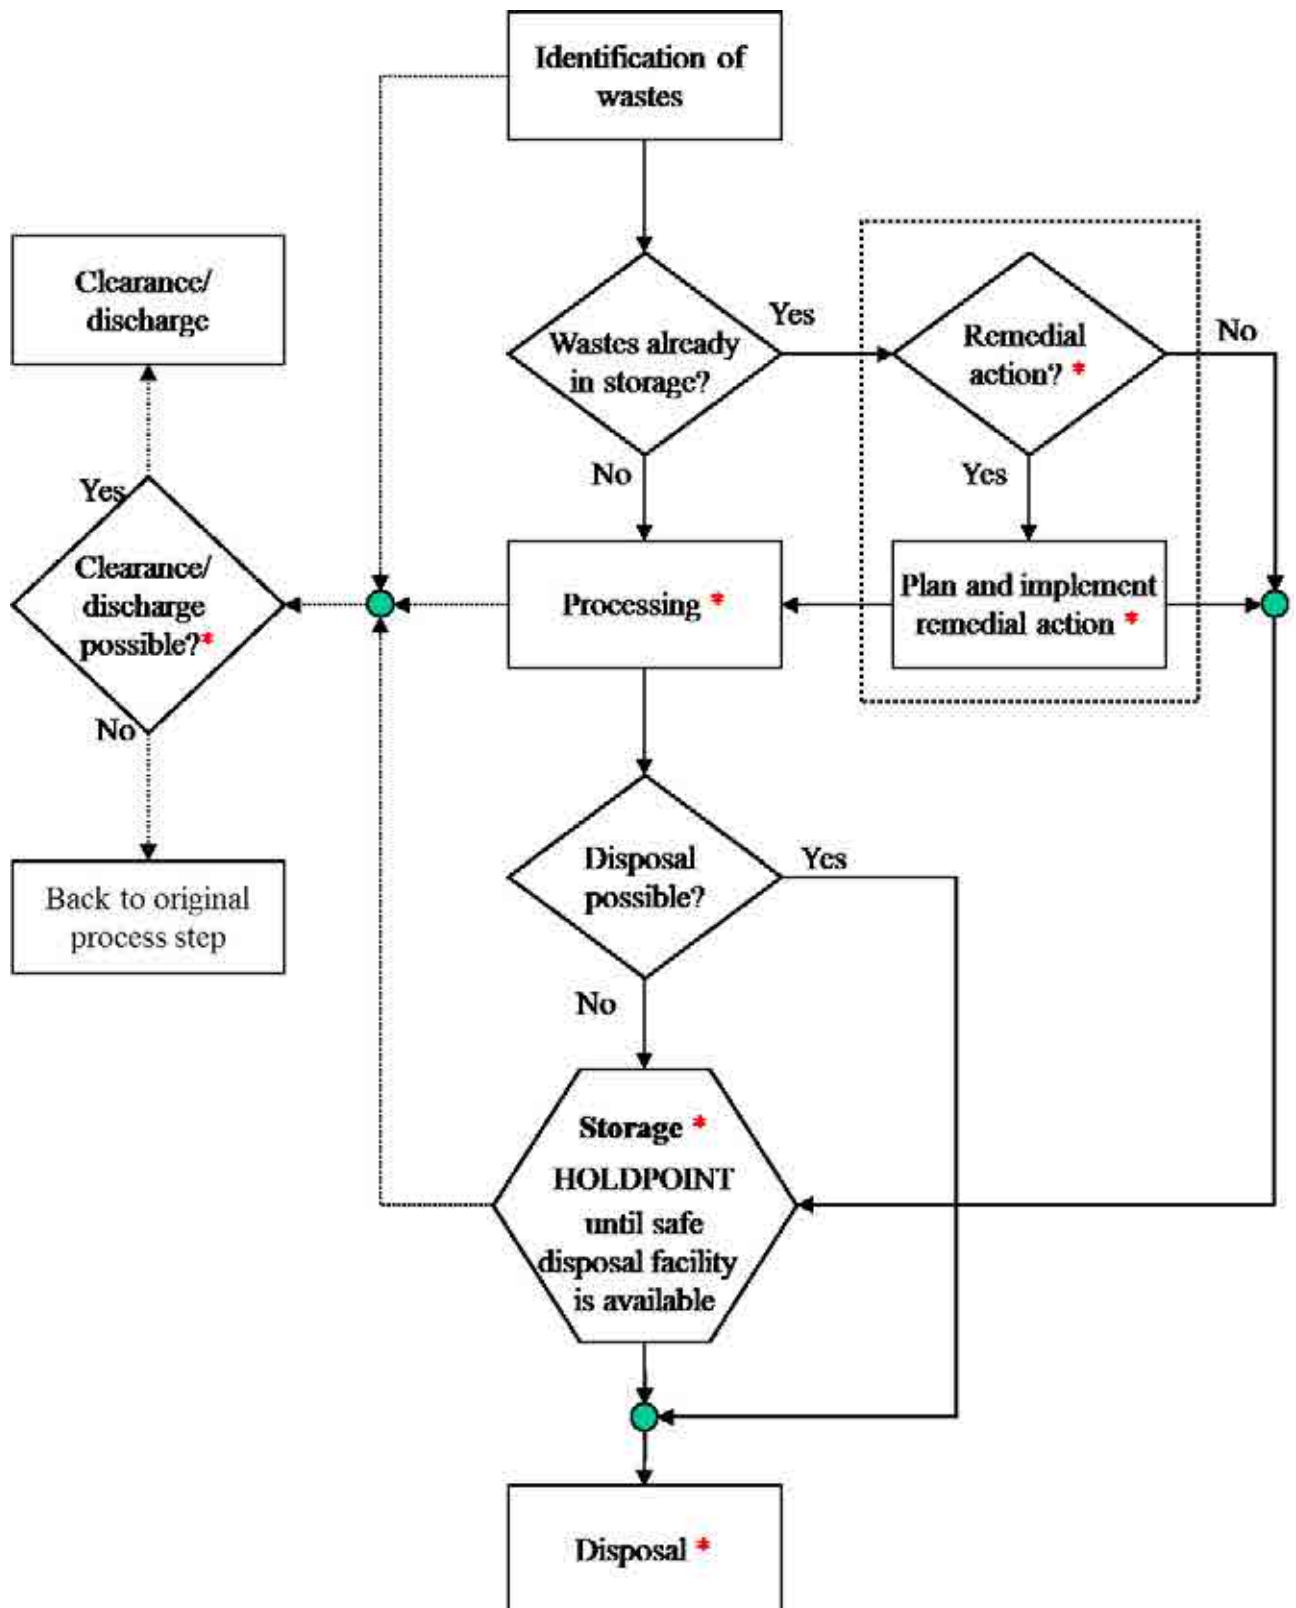 Identification of
wastes
Clearance/
discharge
Yes
Wastes already
in storage?
Remedial
action? *
No
Yes
No
Yes
Clearance/
discharge
possible?*
Processing *
Plan and implement
remedial action *
No
Disposal
possible?
Yes
Back to original
process step
No
Storage *
HOLDPOINT
until safe
disposal facility
is available
Disposal *